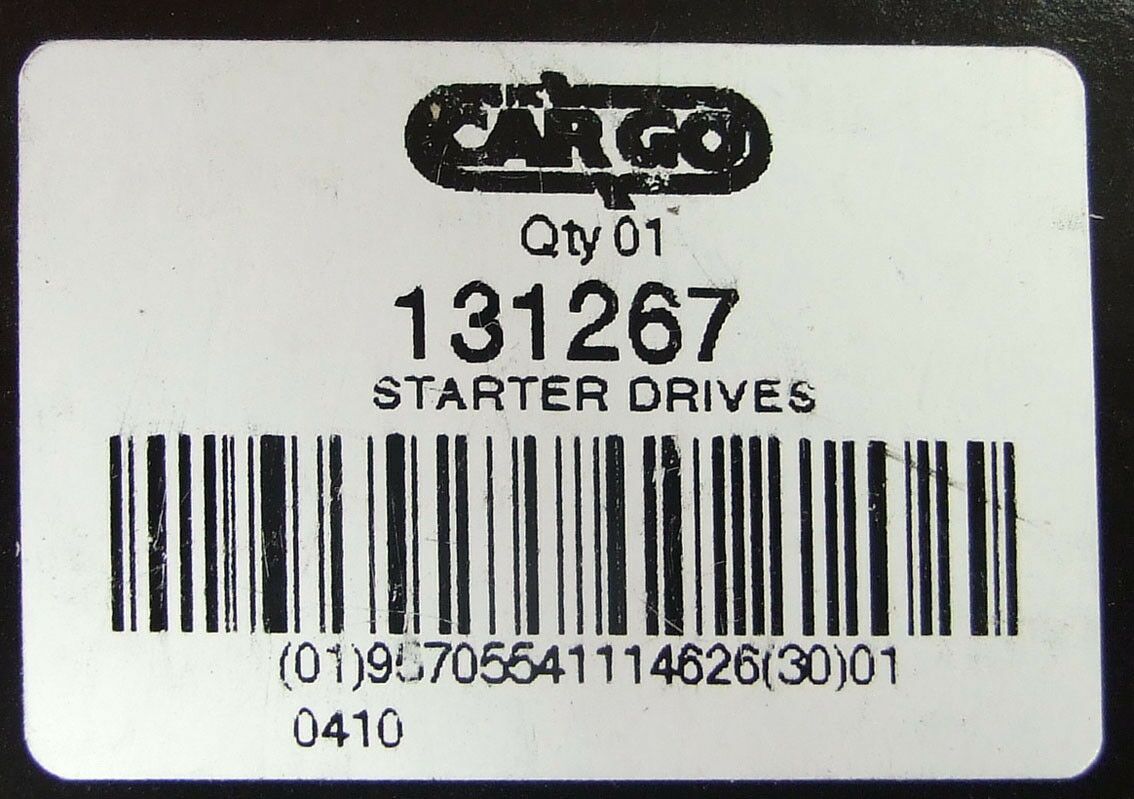 CARGO
Qty 01
131267
STARTER DRIVES
(01)95705541114626(30)01
0410